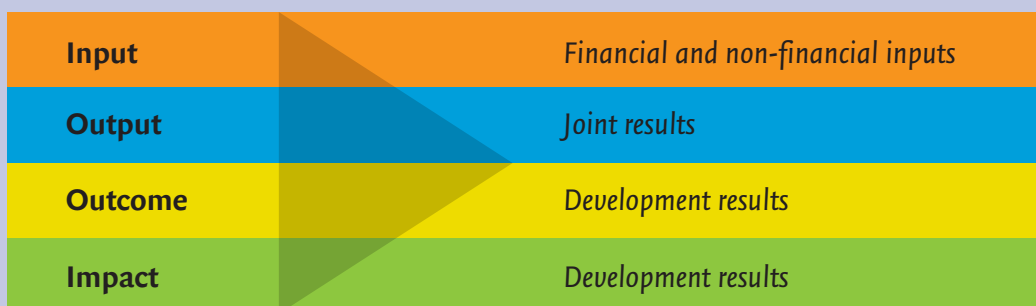 Input Financial and non-financial inputs
Output Joint results
Outcome Development results
Impact Development results